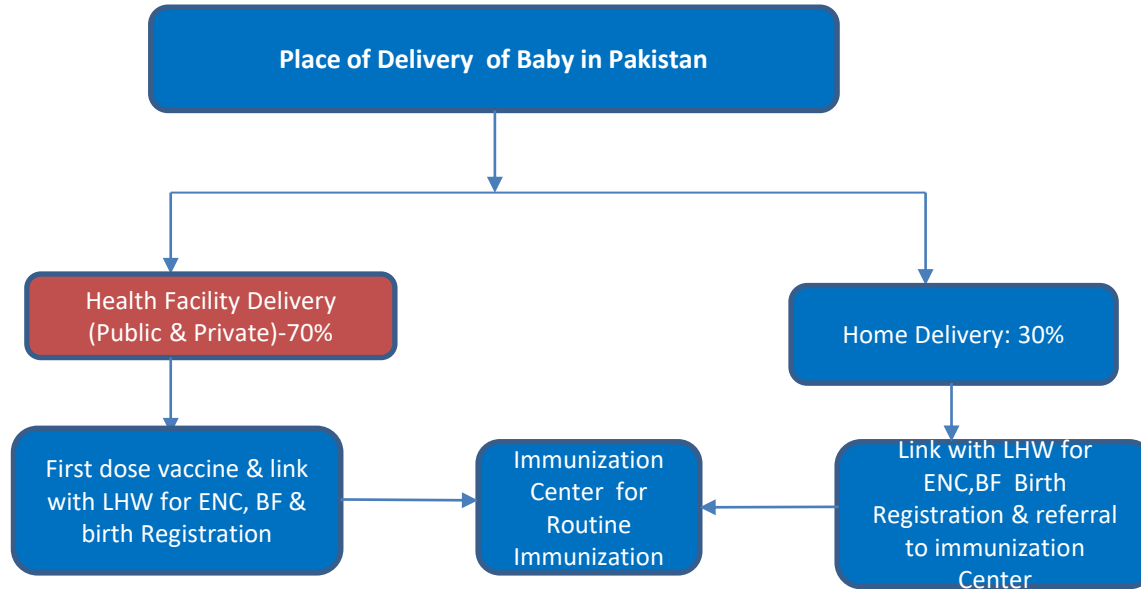 Place of Delivery of Baby in Pakistan
Health Facility Delivery
(Public & Private)-70%
Home Delivery: 30%
First dose vaccine & link
with LHW for ENC, BF &
birth Registration
Immunization
Center for
Routine
Immunization
Link with LHW for
ENC,BF Birth
Registration & referral
to immunization
Center